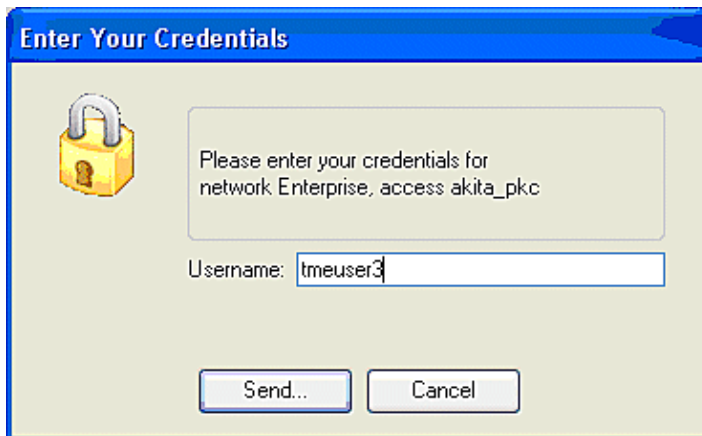 Enter Your Credentials
Please enter your credentials for
network Enterprise, access akita_pkc
Username: tmeuser3
Send... Cancel